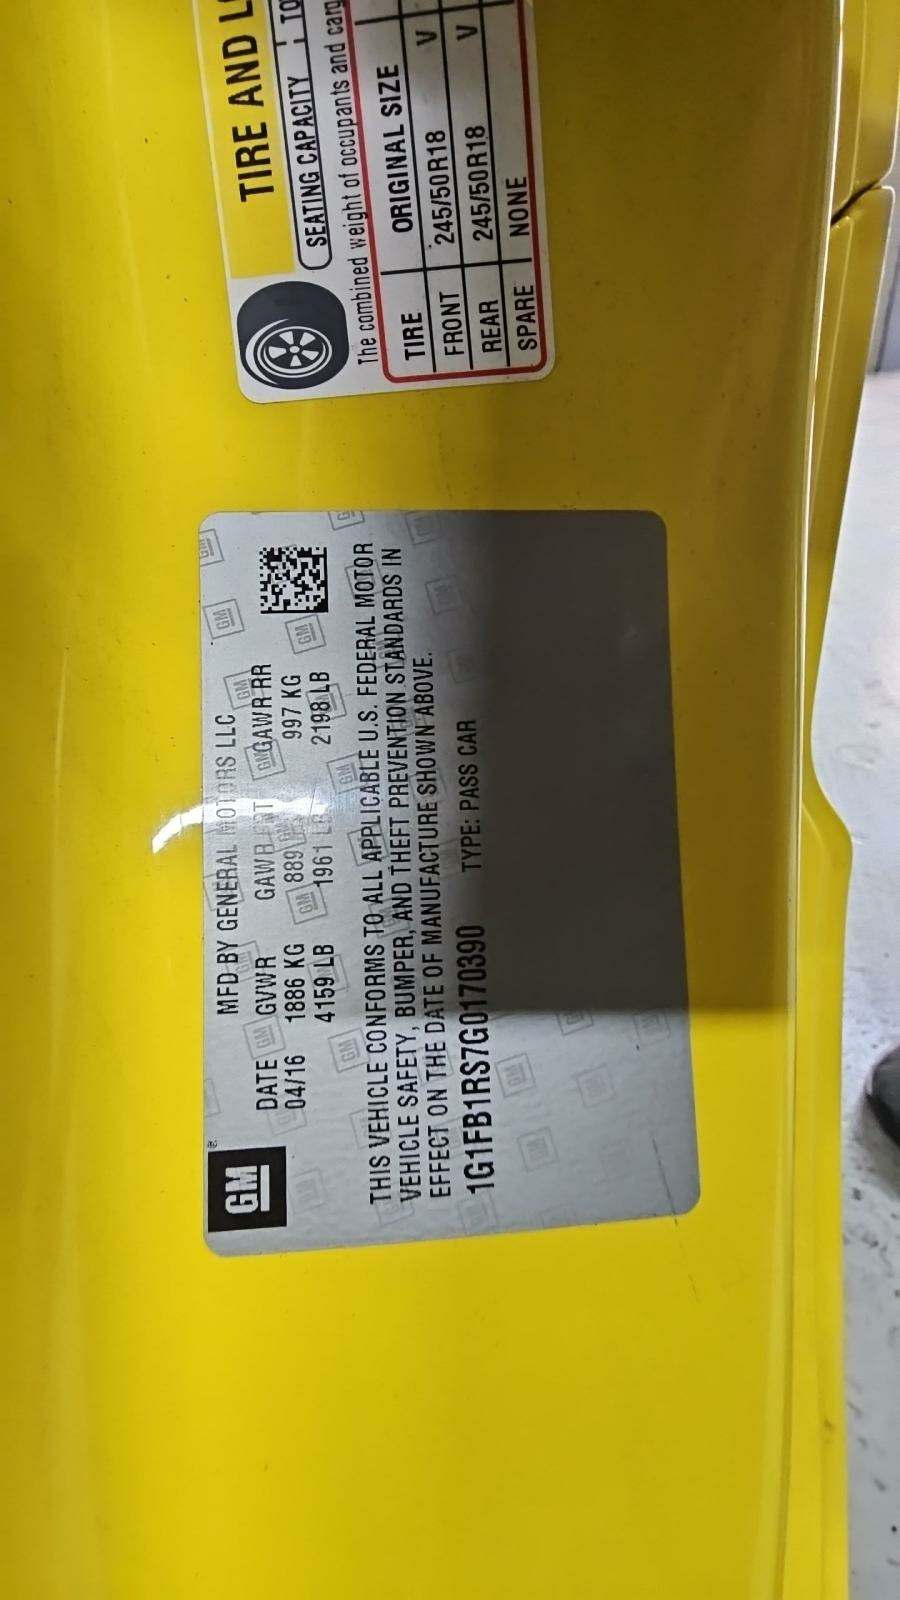 TIRE AND
SEATING CAPACITY
The combined weight of occupants and
TIRE ORIGINAL SIZE
FRONT 245/50R18 V
REAR 245/50R18 V
SPARE NONE
GM
MFD BY GENERAL MOTORS LLC
DATE GVWR GAWR FRT GAWR RR
04/16 1886 KG 889 KG 997 KG
4159 LB 1961 LB 2198 LB
THIS VEHICLE CONFORMS TO ALL APPLICABLE U.S. FEDERAL MOTOR
VEHICLE SAFETY, BUMPER, AND THEFT PREVENTION STANDARDS IN
EFFECT ON THE DATE OF MANUFACTURE SHOWN ABOVE.
1G1FB1RS7G0170390 TYPE: PASS CAR